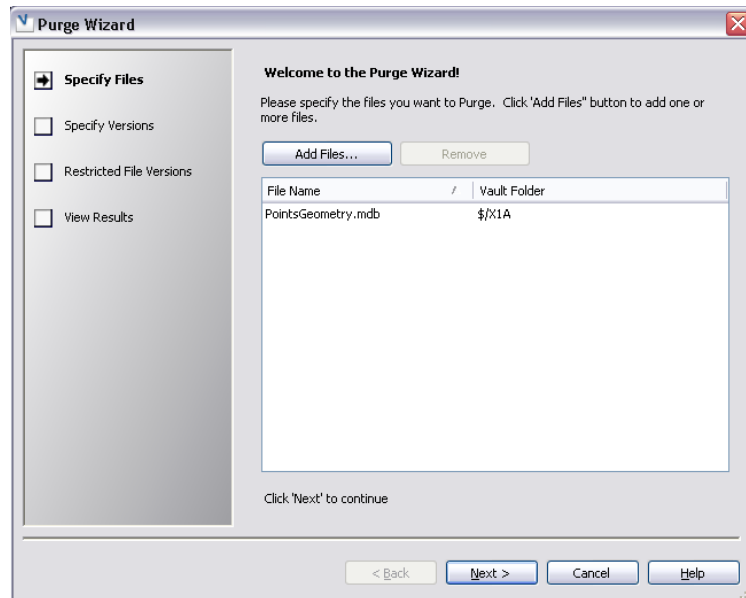 Purge Wizard
Specify Files
Specify Versions
Restricted File Versions
View Results
Welcome to the Purge Wizard!
Please specify the files you want to Purge. Click 'Add Files" button to add one or
more files.
Add Files... Remove
File Name / Vault Folder
PointsGeometry.mdb $/X1A
Click 'Next' to continue
< Back Next > Cancel Help